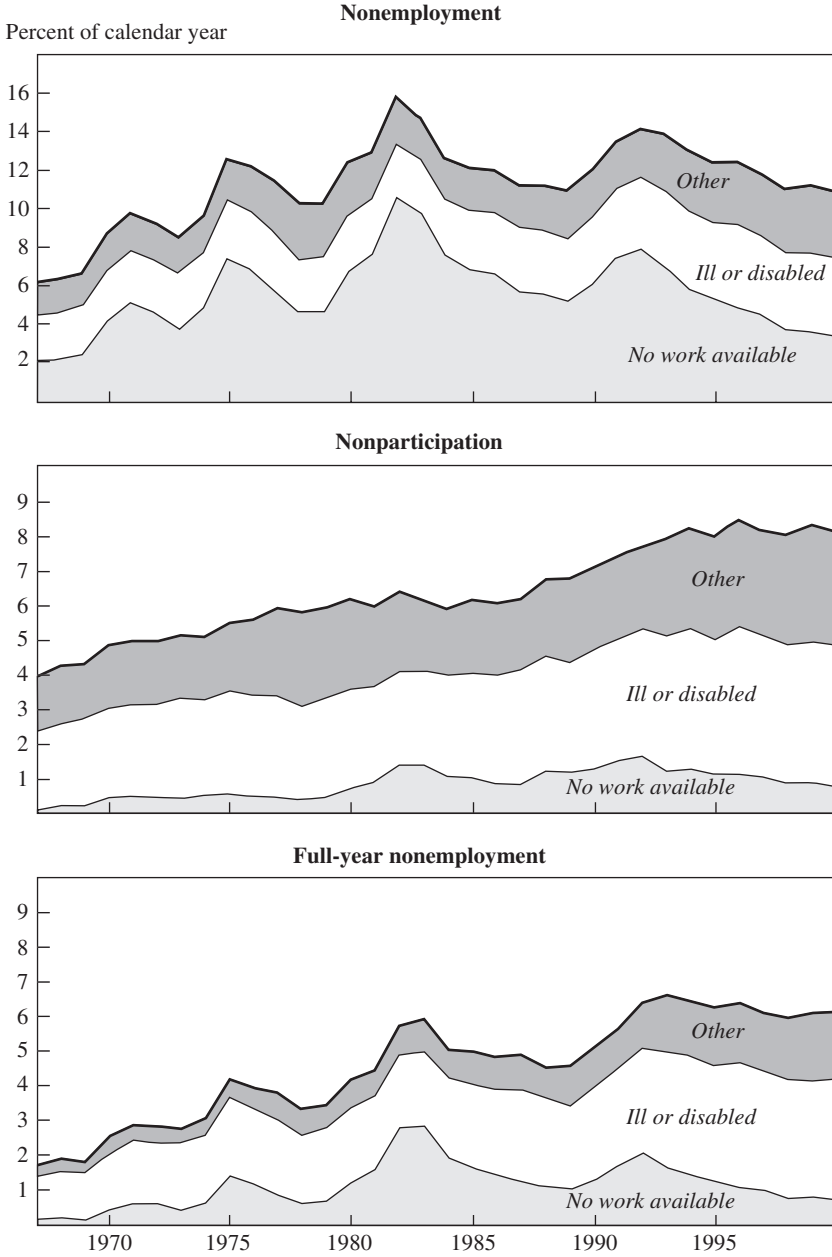 Nonemployment
Percent of calendar year
16
14
12
10
8
6
4
2
Other
Ill or disabled
No work available
Nonparticipation
9
8
7
6
5
4
3
2
1
Other
Ill or disabled
No work available
Full-year nonemployment
9
8
7
6
5
4
3
2
1
Other
Ill or disabled
No work available
1970 1975 1980 1985 1990 1995